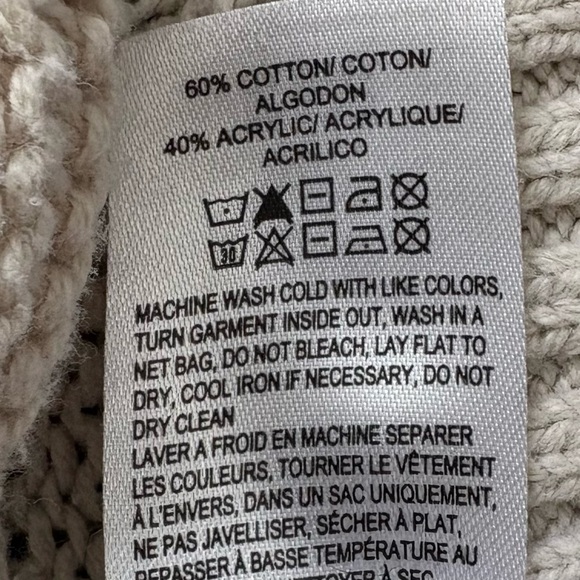 60% COTTON/ COTON/
ALGODON
40% ACRYLIC/ ACRYLIQUE/
ACRILICO
30
MACHINE WASH COLD WITH LIKE COLORS,
TURN GARMENT INSIDE OUT, WASH IN A
NET BAG, DO NOT BLEACH, LAY FLAT TO
DRY, COOL IRON IF NECESSARY, DO NOT
DRY CLEAN
LAVER A FROID EN MACHINE SEPARER
LES COULEURS, TOURNER LE VÊTEMENT
À L'ENVERS, DANS UN SAC UNIQUEMENT,
NE PAS JAVELLISER, SÉCHER À PLAT,
REPASSER À BASSE TEMPÉRATURE AU